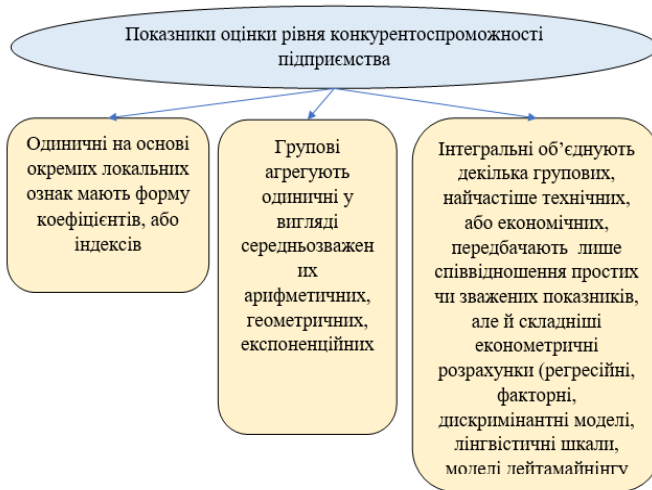 Показники оцінки рівня конкурентоспроможності
підприємства
Одиничні на основі
окремих локальних
ознак мають форму
коефіцієнтів, або
індексів
Групові
агрегують
одиничні у
вигляді
середньозважен
их
арифметичних,
геометричних,
експоненційних
Інтегральні об’єднують
декілька групових,
найчастіше технічних,
або економічних,
передбачають лише
співвідношення простих
чи зважених показників,
але й складніші
економетричні
розрахунки (регресійні,
факторні,
дискримінантні моделі,
лінгвістичні шкали,
моделі дейтамайнінгу